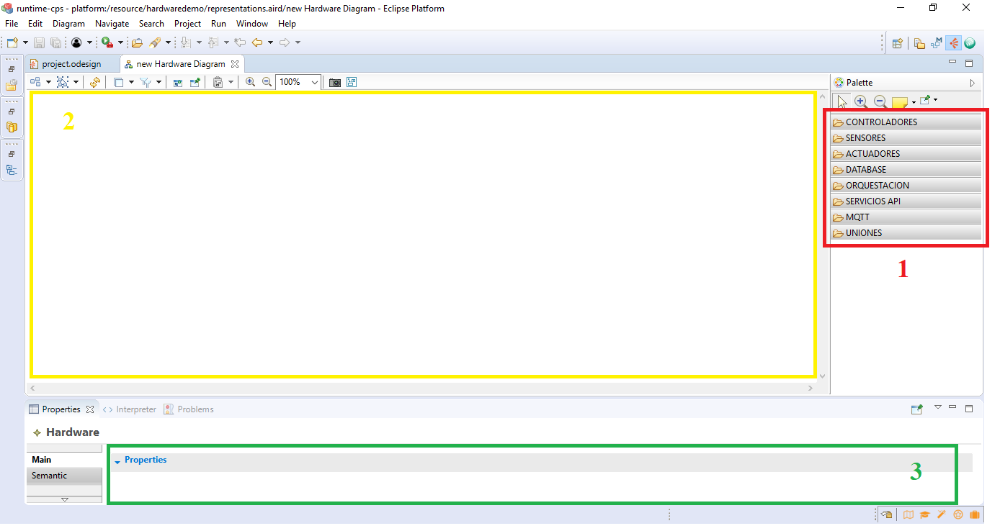 runtime-cps - platform:/resource/hardwaredemo/representations.aird/new Hardware Diagram - Eclipse Platform
File Edit Diagram Navigate Search Project Run Window Help
project.odesign new Hardware Diagram
100%
Palette
2
CONTROLADORES
SENSORES
ACTUADORES
DATABASE
ORQUESTACION
SERVICIOS API
MQTT
UNIONES
1
Properties <> Interpreter Problems
Hardware
Main
Semantic
Properties
3